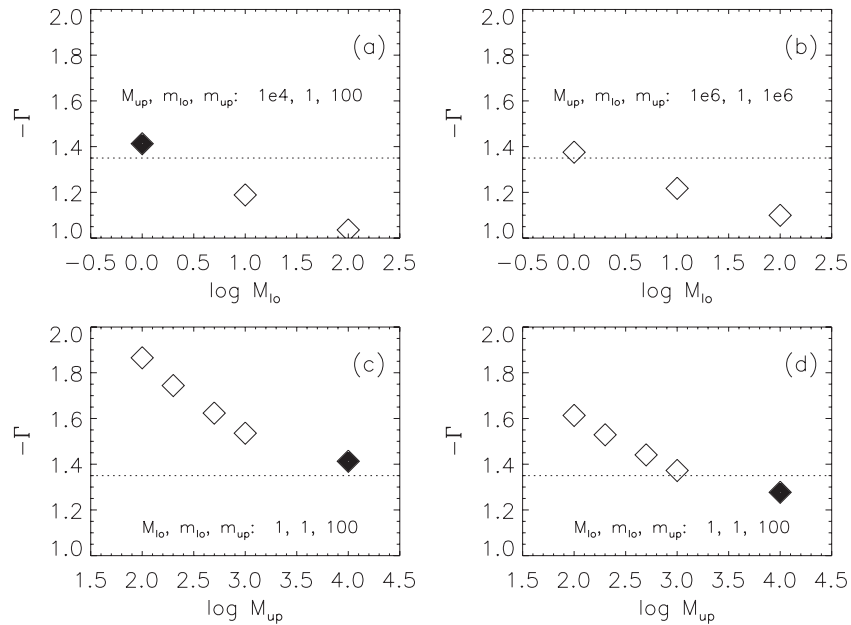 2.0
1.8
1.6
1.4
1.2
1.0
−Γ
(a)
M_up, m_lo, m_up: 1e4, 1, 100
−0.5 0.0 0.5 1.0 1.5 2.0 2.5
log M_lo
2.0
1.8
1.6
1.4
1.2
1.0
−Γ
(b)
M_up, m_lo, m_up: 1e6, 1, 1e6
−0.5 0.0 0.5 1.0 1.5 2.0 2.5
log M_lo
2.0
1.8
1.6
1.4
1.2
1.0
−Γ
(c)
M_lo, m_lo, m_up: 1, 1, 100
1.5 2.0 2.5 3.0 3.5 4.0 4.5
log M_up
2.0
1.8
1.6
1.4
1.2
1.0
−Γ
(d)
M_lo, m_lo, m_up: 1, 1, 100
1.5 2.0 2.5 3.0 3.5 4.0 4.5
log M_up